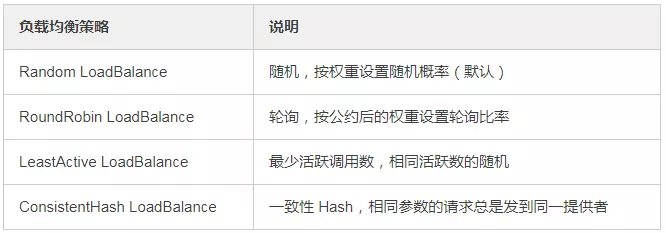 负载均衡策略 说明
Random LoadBalance 随机，按权重设置随机概率（默认）
RoundRobin LoadBalance 轮询，按公约后的权重设置轮询比率
LeastActive LoadBalance 最少活跃调用数，相同活跃数的随机
ConsistentHash LoadBalance 一致性 Hash，相同参数的请求总是发到同一提供者